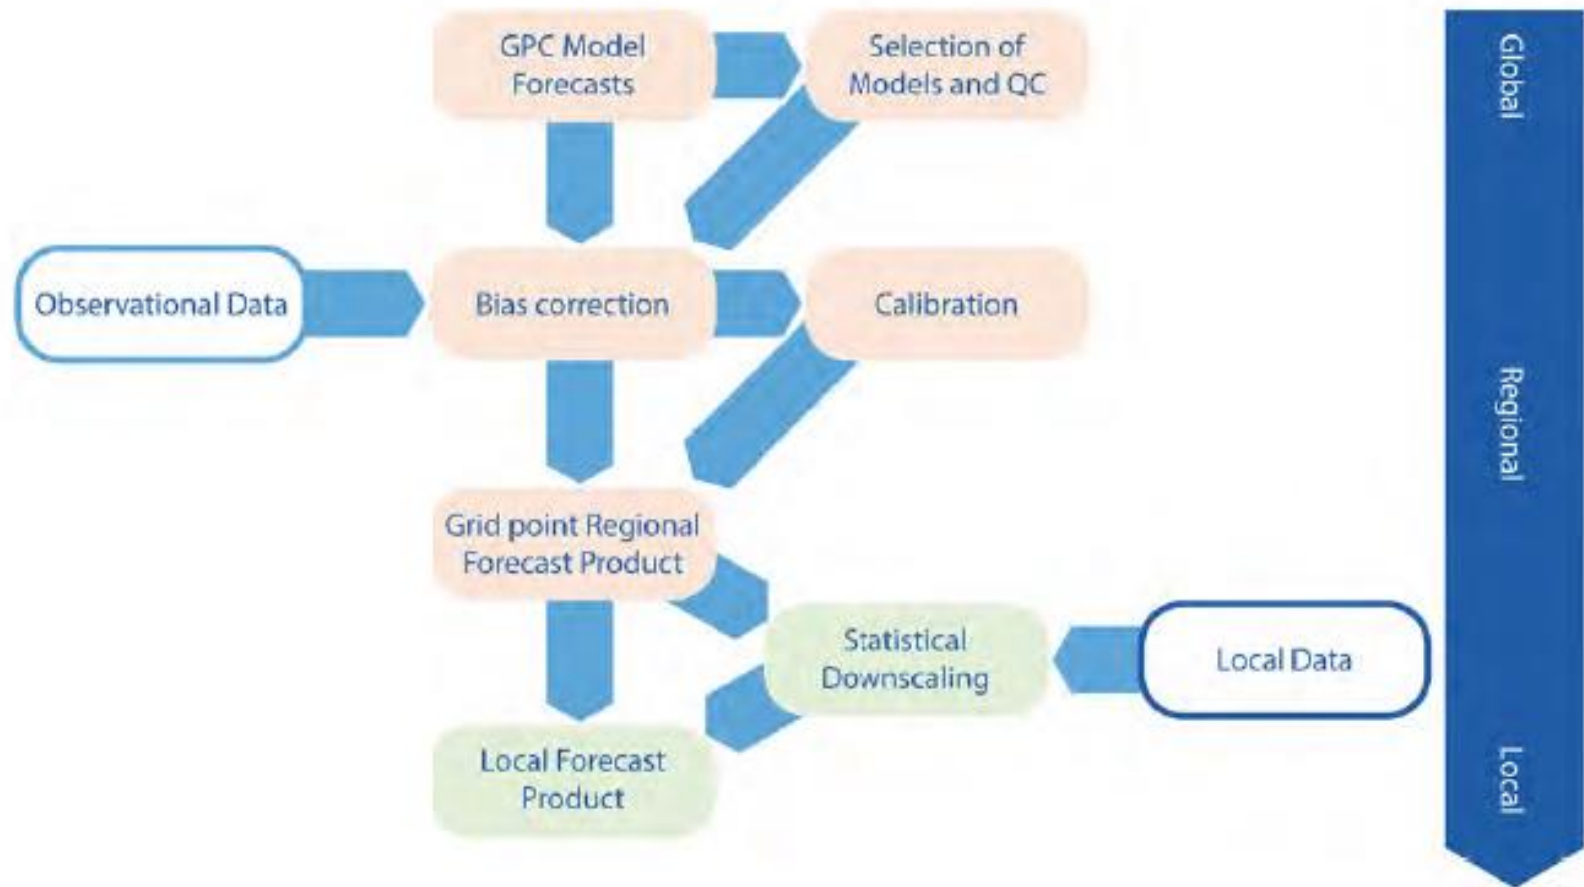 GPC Model
Forecasts
Selection of
Models and QC
Global
Observational Data
Bias correction
Calibration
Regional
Grid point Regional
Forecast Product
Statistical
Downscaling
Local Data
Local Forecast
Product
Local